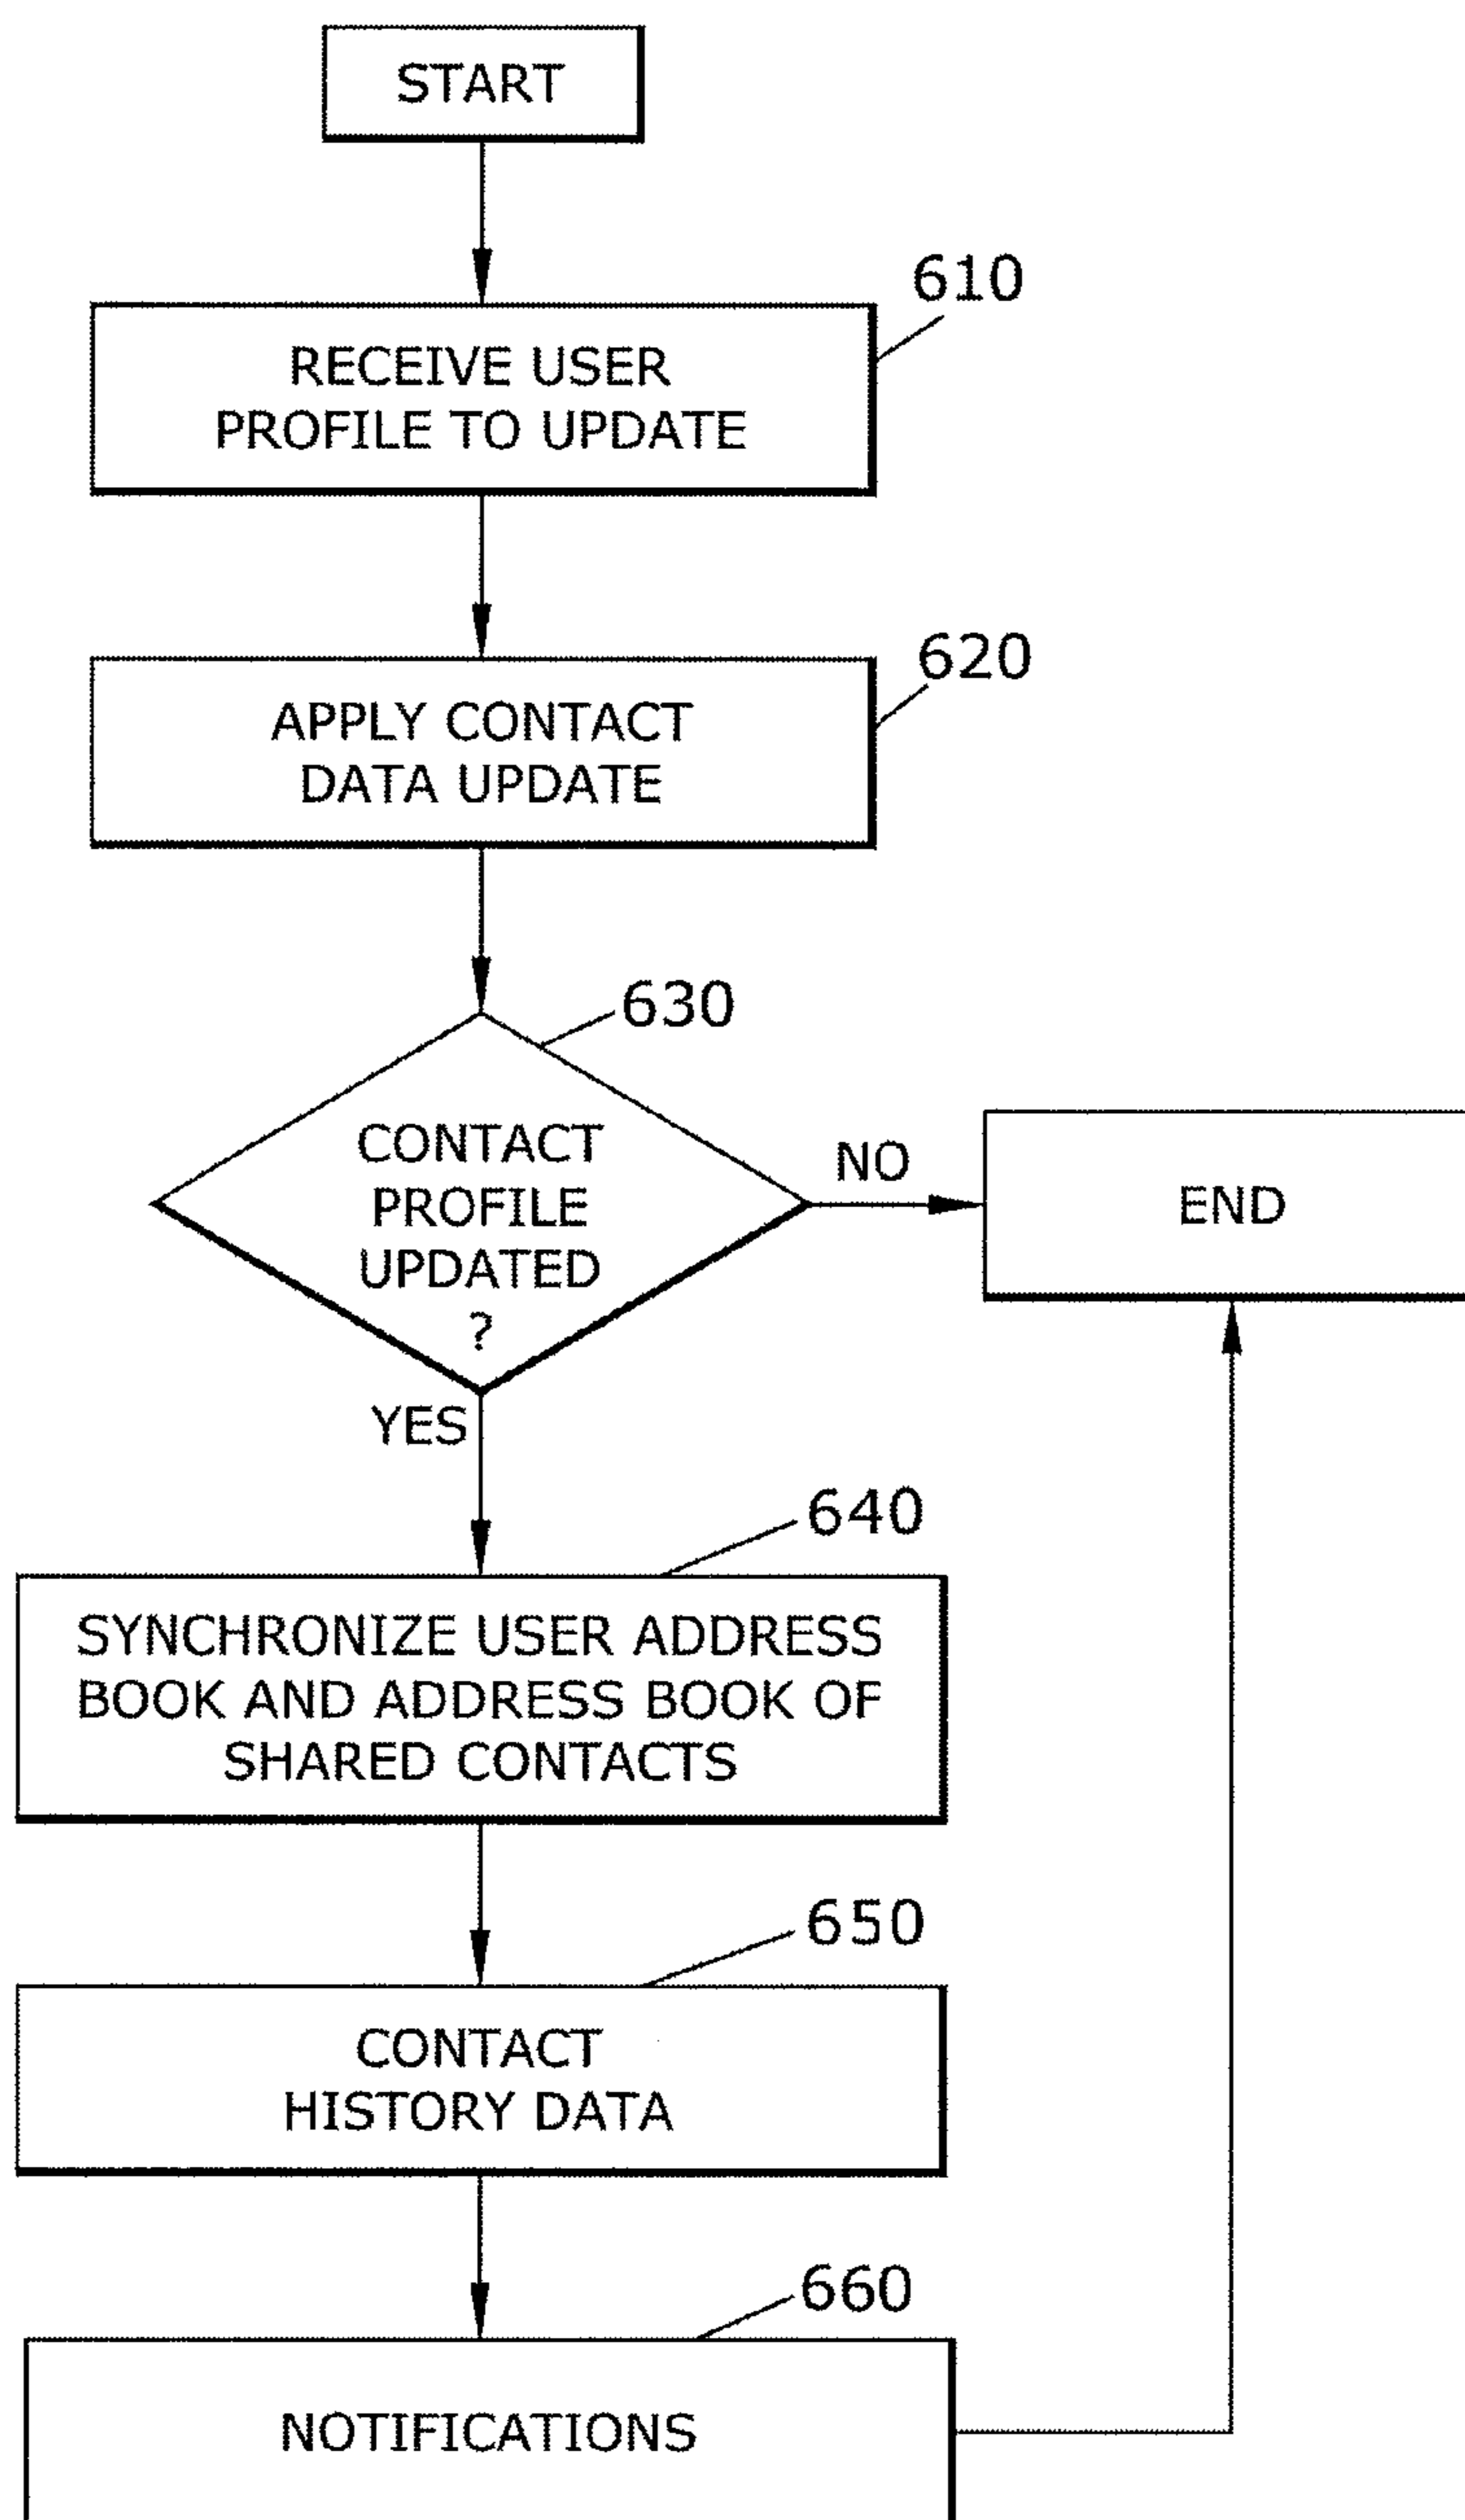 START
610
RECEIVE USER
PROFILE TO UPDATE
620
APPLY CONTACT
DATA UPDATE
630
CONTACT
PROFILE
UPDATED
?
NO
END
YES
640
SYNCHRONIZE USER ADDRESS
BOOK AND ADDRESS BOOK OF
SHARED CONTACTS
650
CONTACT
HISTORY DATA
660
NOTIFICATIONS